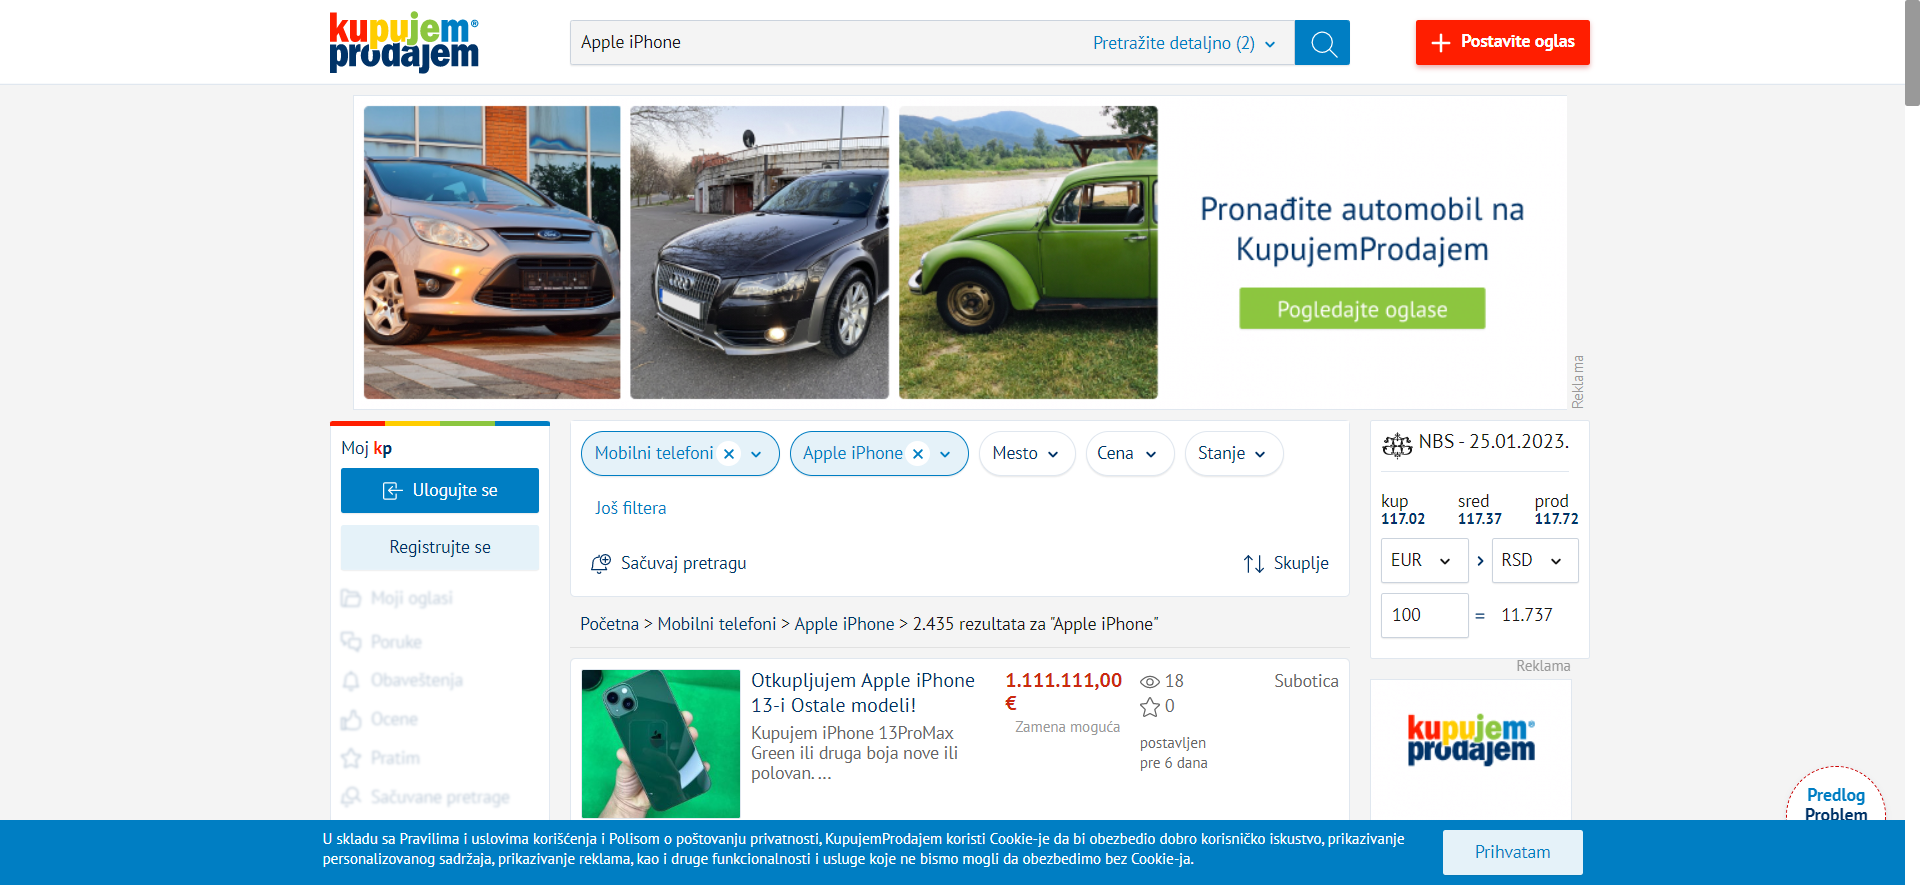 kupujem®
prodajem
Apple iPhone
Pretražite detaljno (2)
Postavite oglas
Pronađite automobil na
KupujemProdajem
Pogledajte oglase
Reklama
Moj kp
Ulogujte se
Registrujte se
Moji oglasi
Poruke
Obaveštenja
Ocene
Pratim
Sačuvane pretrage
Mobilni telefoni
Apple iPhone
Mesto
Cena
Stanje
Još filtera
Sačuvaj pretragu
Skuplje
Početna > Mobilni telefoni > Apple iPhone > 2.435 rezultata za "Apple iPhone"
Otkupljujem Apple iPhone
13-i Ostale modeli!
Kupujem iPhone 13ProMax
Green ili druga boja nove ili
polovan. ...
1.111.111,00
€
Zamena moguća
18
0
postavljen
pre 6 dana
Subotica
NBS - 25.01.2023.
kup sred prod
117.02 117.37 117.72
EUR > RSD
100 = 11.737
Reklama
kupujem®
prodajem
Predlog
Problem
U skladu sa Pravilima i uslovima korišćenja i Polisom o poštovanju privatnosti, KupujemProdajem koristi Cookie-je da bi obezbedio dobro korisničko iskustvo, prikazivanje
personalizovanog sadržaja, prikazivanje reklama, kao i druge funkcionalnosti i usluge koje ne bismo mogli da obezbedimo bez Cookie-ja.
Prihvatam